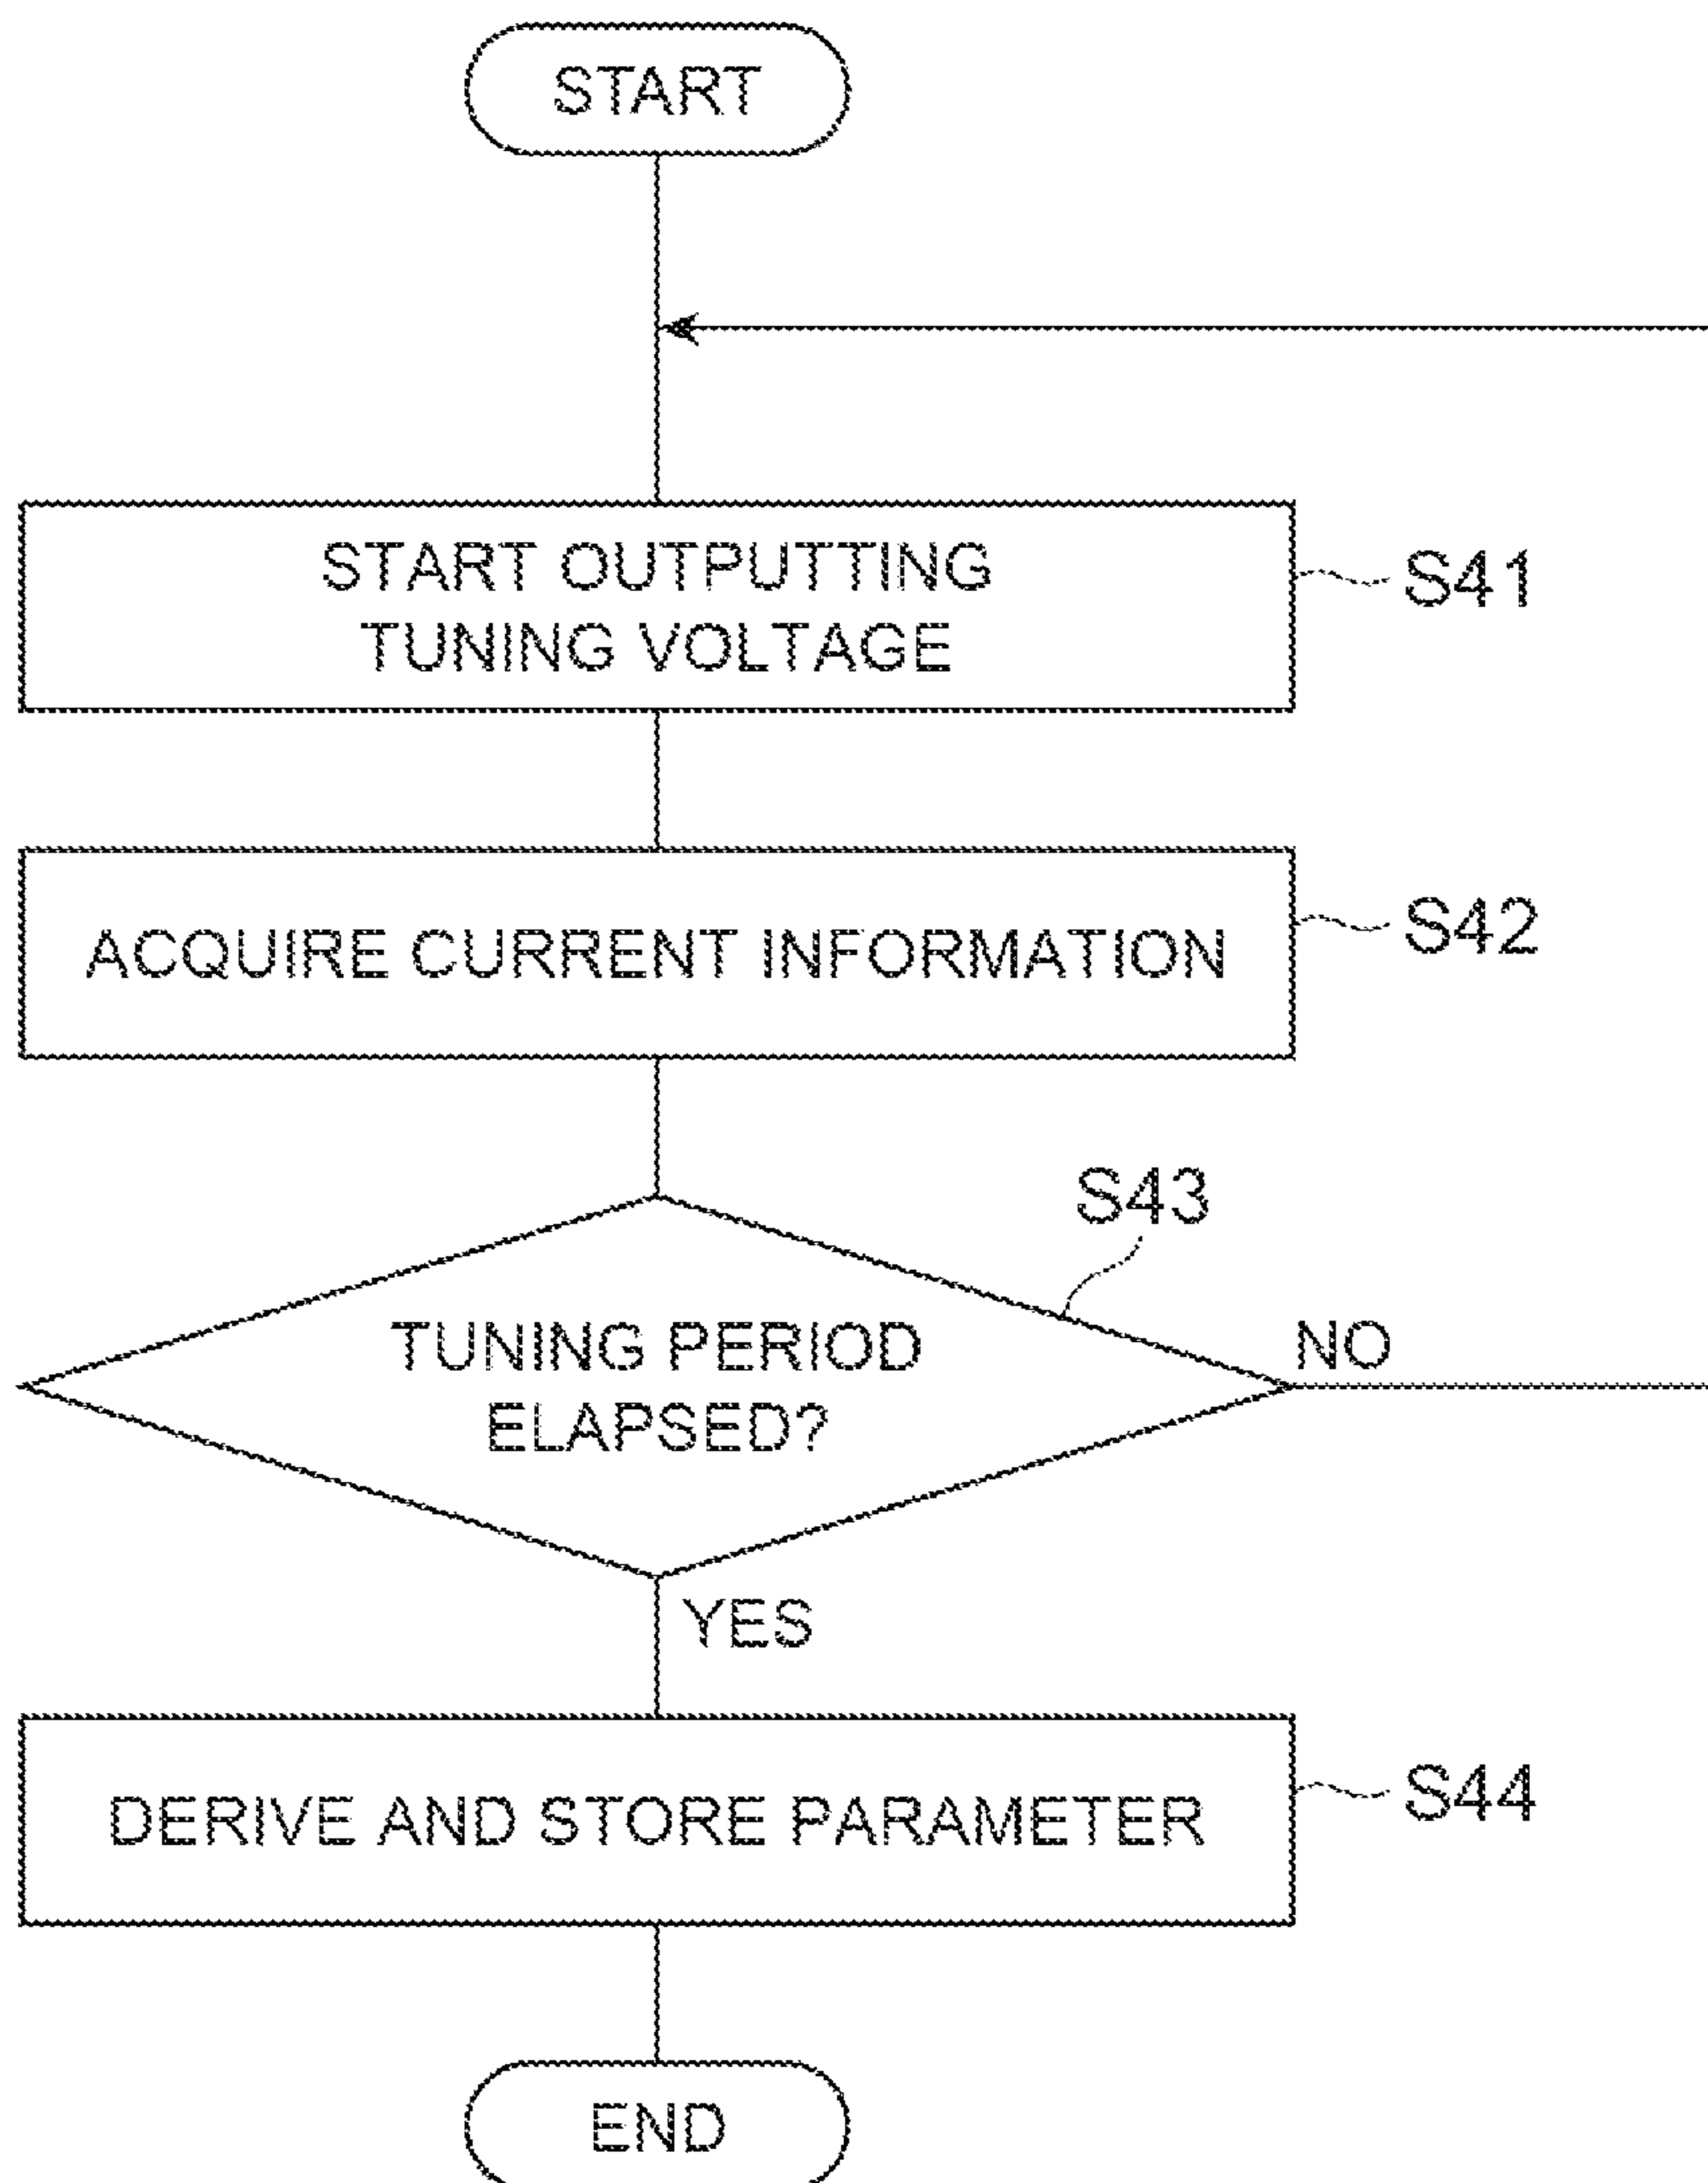 START
START OUTPUTTING
TUNING VOLTAGE
S41
ACQUIRE CURRENT INFORMATION
S42
S43
TUNING PERIOD
ELAPSED?
NO
YES
DERIVE AND STORE PARAMETER
S44
END